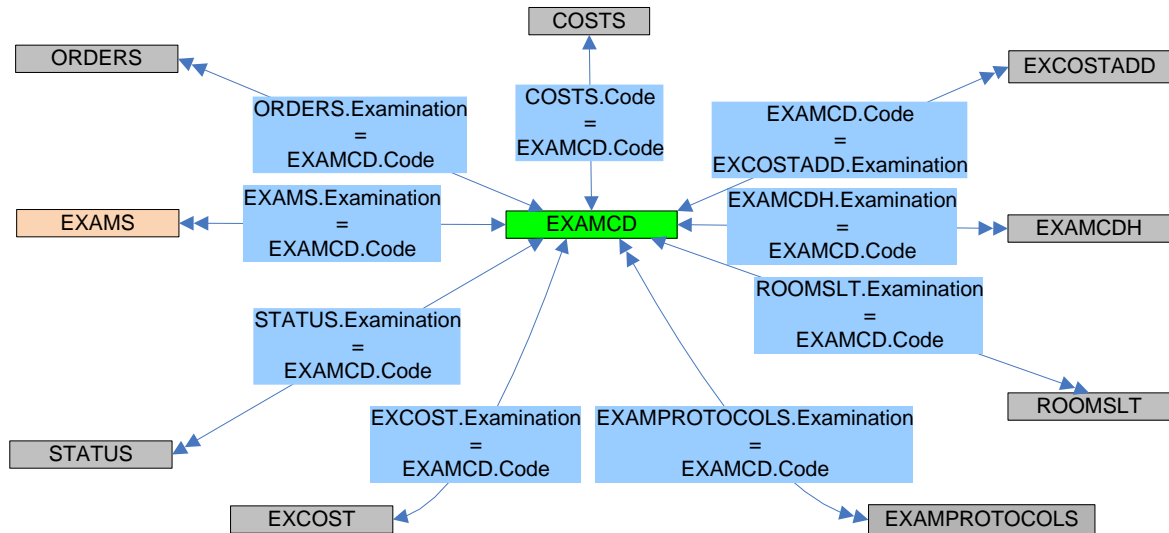 COSTS
ORDERS
EXCOSTADD
ORDERS.Examination
=
EXAMCD.Code
COSTS.Code
=
EXAMCD.Code
EXAMCD.Code
=
EXCOSTADD.Examination
EXAMS
EXAMS.Examination
=
EXAMCD.Code
EXAMCD
EXAMCDH.Examination
=
EXAMCD.Code
EXAMCDH
STATUS.Examination
=
EXAMCD.Code
ROOMSLT.Examination
=
EXAMCD.Code
ROOMSLT
STATUS
EXCOST.Examination
=
EXAMCD.Code
EXAMPROTOCOLS.Examination
=
EXAMCD.Code
EXCOST
EXAMPROTOCOLS